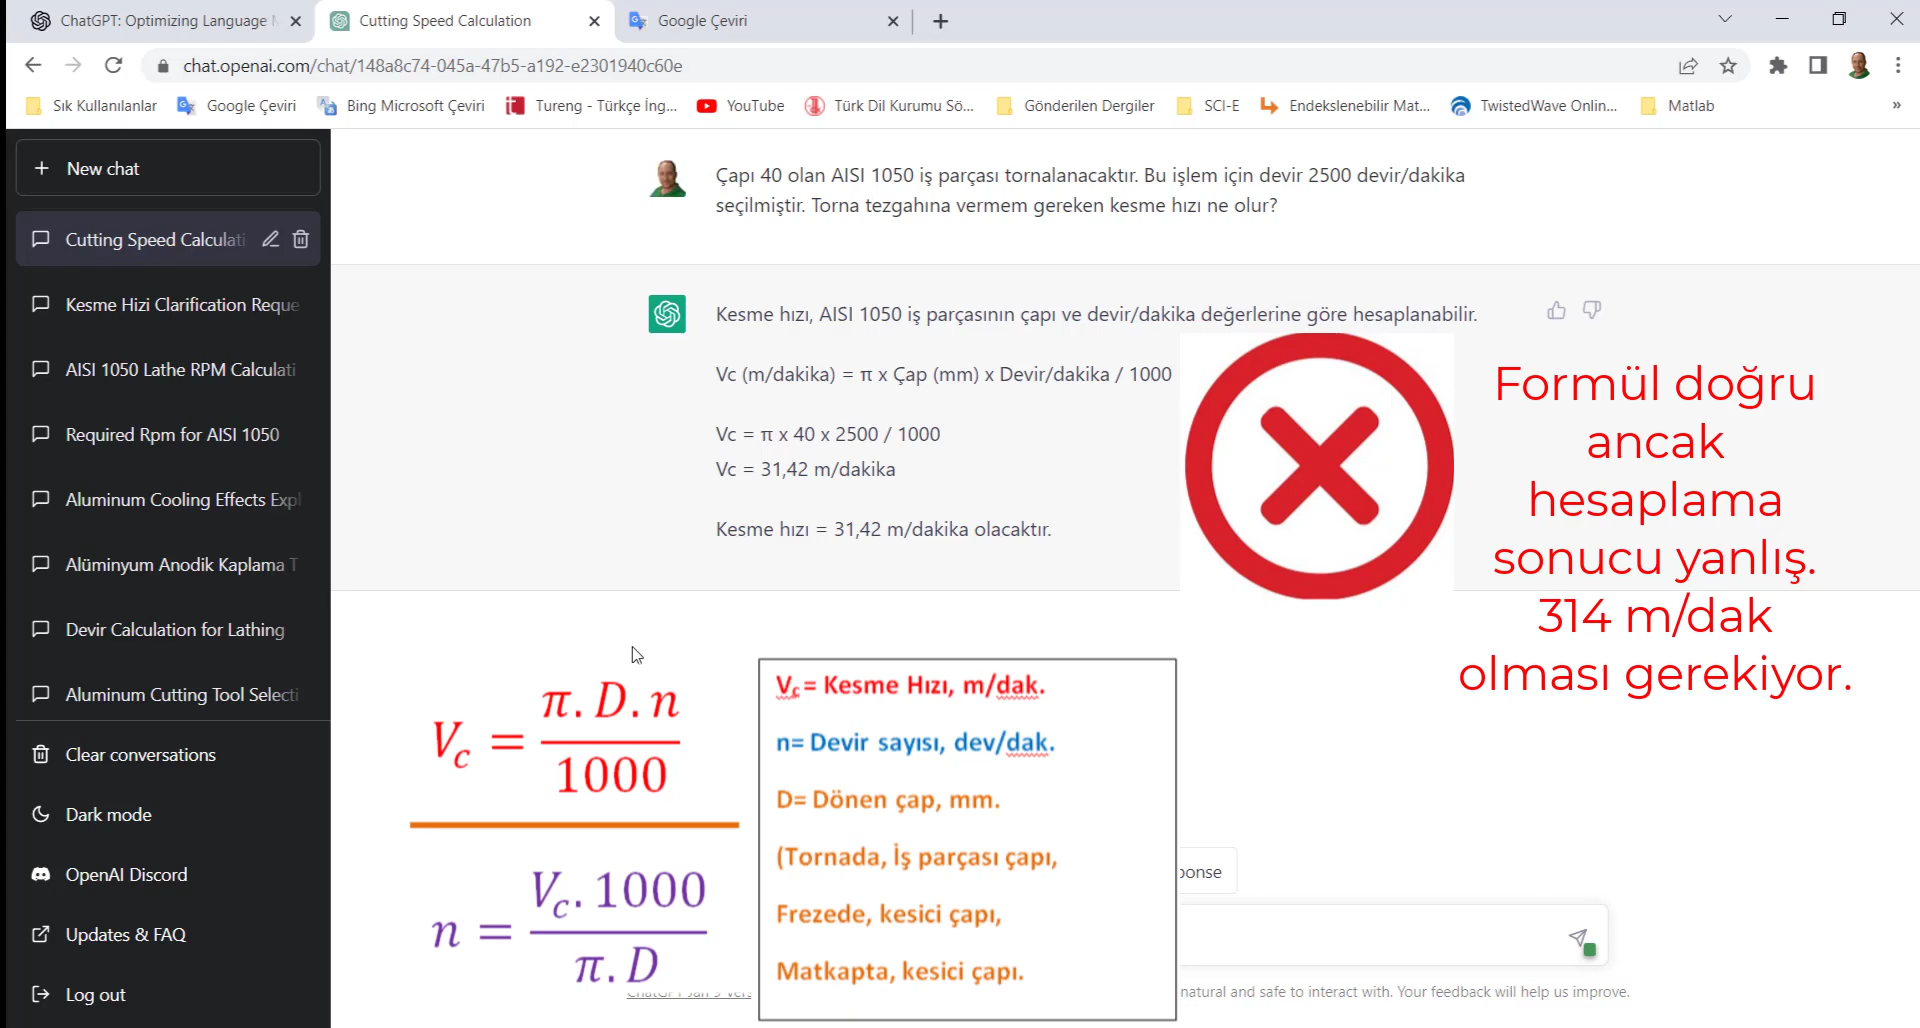 ChatGPT: Optimizing Language
Cutting Speed Calculation
Google Çeviri
chat.openai.com/chat/148a8c74-045a-47b5-a192-e2301940c60e
Sık Kullanılanlar
Google Çeviri
Bing Microsoft Çeviri
Tureng - Türkçe İng...
YouTube
Türk Dil Kurumu Sö...
Gönderilen Dergiler
SCI-E
Endekslenebilir Mat...
TwistedWave Onlin...
Matlab
»
New chat
Cutting Speed Calculati
Kesme Hizi Clarification Reque
AISI 1050 Lathe RPM Calculati
Required Rpm for AISI 1050
Aluminum Cooling Effects Expl
Alüminyum Anodik Kaplama T
Devir Calculation for Lathing
Aluminum Cutting Tool Selecti
Clear conversations
Dark mode
OpenAI Discord
Updates & FAQ
Log out
Çapı 40 olan AISI 1050 iş parçası tornalanacaktır. Bu işlem için devir 2500 devir/dakika
seçilmiştir. Torna tezgahına vermem gereken kesme hızı ne olur?
Kesme hızı, AISI 1050 iş parçasının çapı ve devir/dakika değerlerine göre hesaplanabilir.
Vc (m/dakika) = π x Çap (mm) x Devir/dakika / 1000
Vc = π x 40 x 2500 / 1000
Vc = 31,42 m/dakika
Kesme hızı = 31,42 m/dakika olacaktır.
Formül doğru
ancak
hesaplama
sonucu yanlış.
314 m/dak
olması gerekiyor.
V_c = π.D.n / 1000
n = V_c.1000 / π.D
V_c= Kesme Hızı, m/dak.
n= Devir sayısı, dev/dak.
D= Dönen çap, mm.
(Tornada, İş parçası çapı,
Frezede, kesici çapı,
Matkapta, kesici çapı.
ponse
ChatGPT Jan 9 Vers
natural and safe to interact with. Your feedback will help us improve.